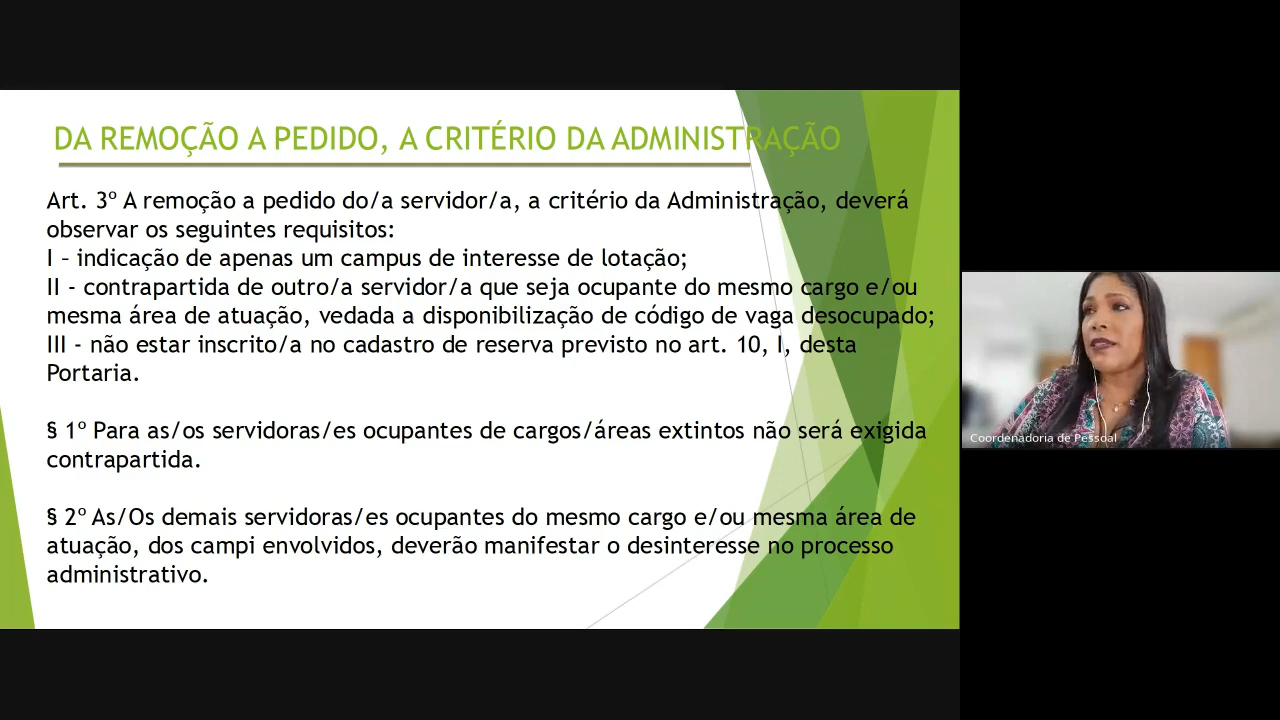 DA REMOÇÃO A PEDIDO, A CRITÉRIO DA ADMINISTRAÇÃO
Art. 3º A remoção a pedido do/a servidor/a, a critério da Administração, deverá
observar os seguintes requisitos:
I – indicação de apenas um campus de interesse de lotação;
II - contrapartida de outro/a servidor/a que seja ocupante do mesmo cargo e/ou
mesma área de atuação, vedada a disponibilização de código de vaga desocupado;
III - não estar inscrito/a no cadastro de reserva previsto no art. 10, I, desta
Portaria.
§ 1º Para as/os servidoras/es ocupantes de cargos/áreas extintos não será exigida
contrapartida.
§ 2º As/Os demais servidoras/es ocupantes do mesmo cargo e/ou mesma área de
atuação, dos campi envolvidos, deverão manifestar o desinteresse no processo
administrativo.
Coordenadoria de Pessoal